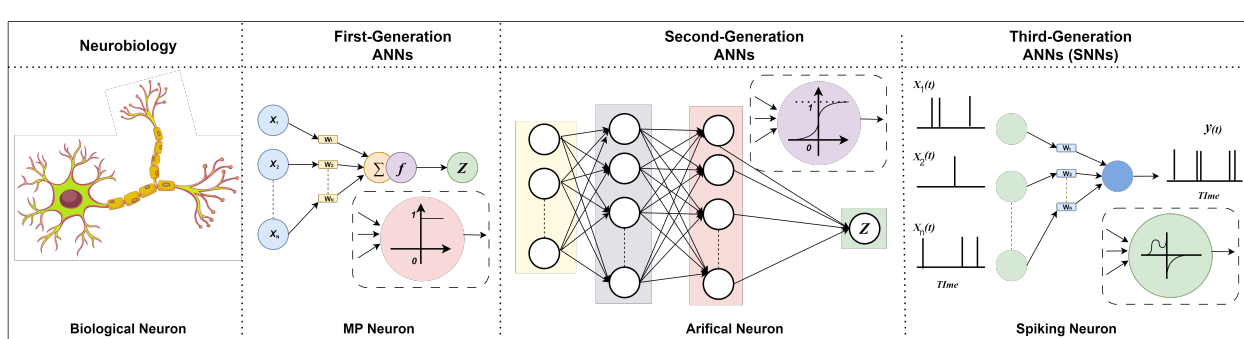 Neurobiology
First-Generation
ANNs
Second-Generation
ANNs
Third-Generation
ANNs (SNNs)
X₁
X₂
Xₙ
W₁
W₂
Wₙ
Σ
f
Z
1
0
1
0
Z
X₁(t)
X₂(t)
Xₙ(t)
TIme
W₁
W₂
Wₙ
y(t)
TIme
Biological Neuron
MP Neuron
Arifical Neuron
Spiking Neuron